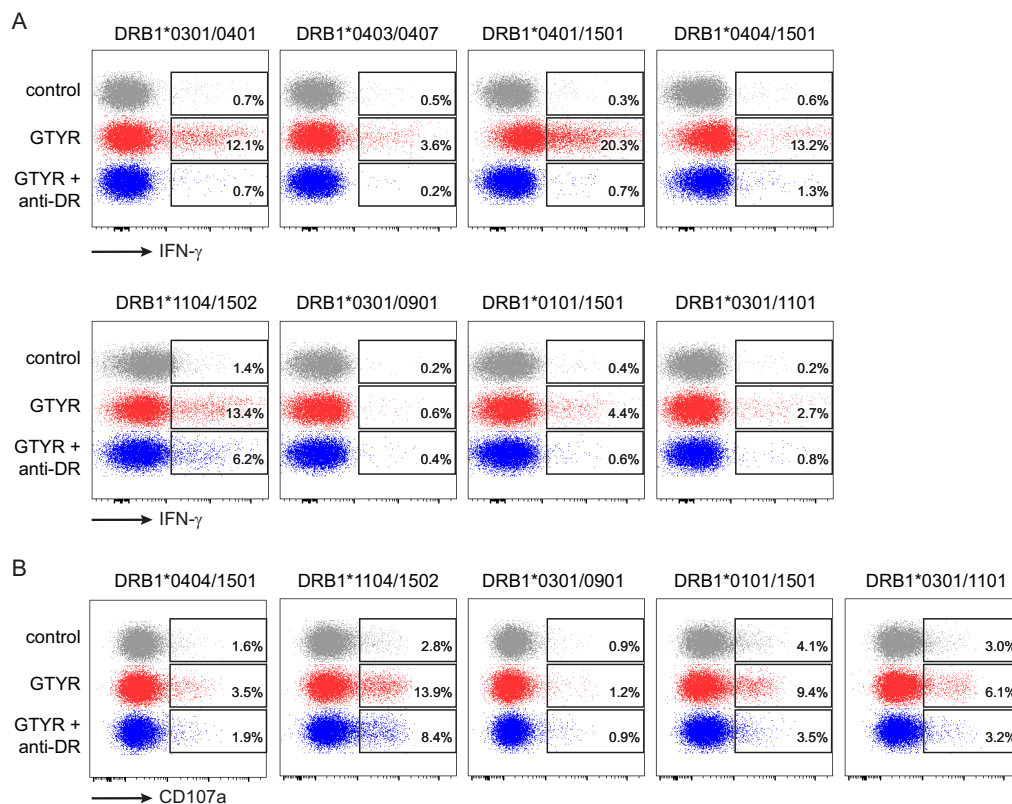 A
DRB1*0301/0401 DRB1*0403/0407 DRB1*0401/1501 DRB1*0404/1501
control 0.7% 0.5% 0.3% 0.6%
GTYR 12.1% 3.6% 20.3% 13.2%
GTYR +
anti-DR 0.7% 0.2% 0.7% 1.3%
IFN-γ
DRB1*1104/1502 DRB1*0301/0901 DRB1*0101/1501 DRB1*0301/1101
control 1.4% 0.2% 0.4% 0.2%
GTYR 13.4% 0.6% 4.4% 2.7%
GTYR +
anti-DR 6.2% 0.4% 0.6% 0.8%
IFN-γ
B
DRB1*0404/1501 DRB1*1104/1502 DRB1*0301/0901 DRB1*0101/1501 DRB1*0301/1101
control 1.6% 2.8% 0.9% 4.1% 3.0%
GTYR 3.5% 13.9% 1.2% 9.4% 6.1%
GTYR +
anti-DR 1.9% 8.4% 0.9% 3.5% 3.2%
CD107a